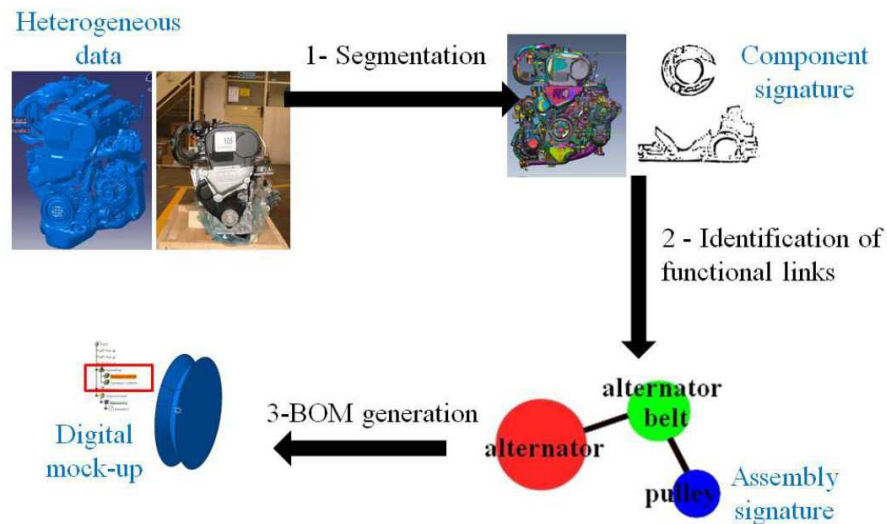 Heterogeneous
data
1- Segmentation
Component
signature
2 - Identification of
functional links
alternator
belt
alternator
pulley
Assembly
signature
3-BOM generation
Digital
mock-up